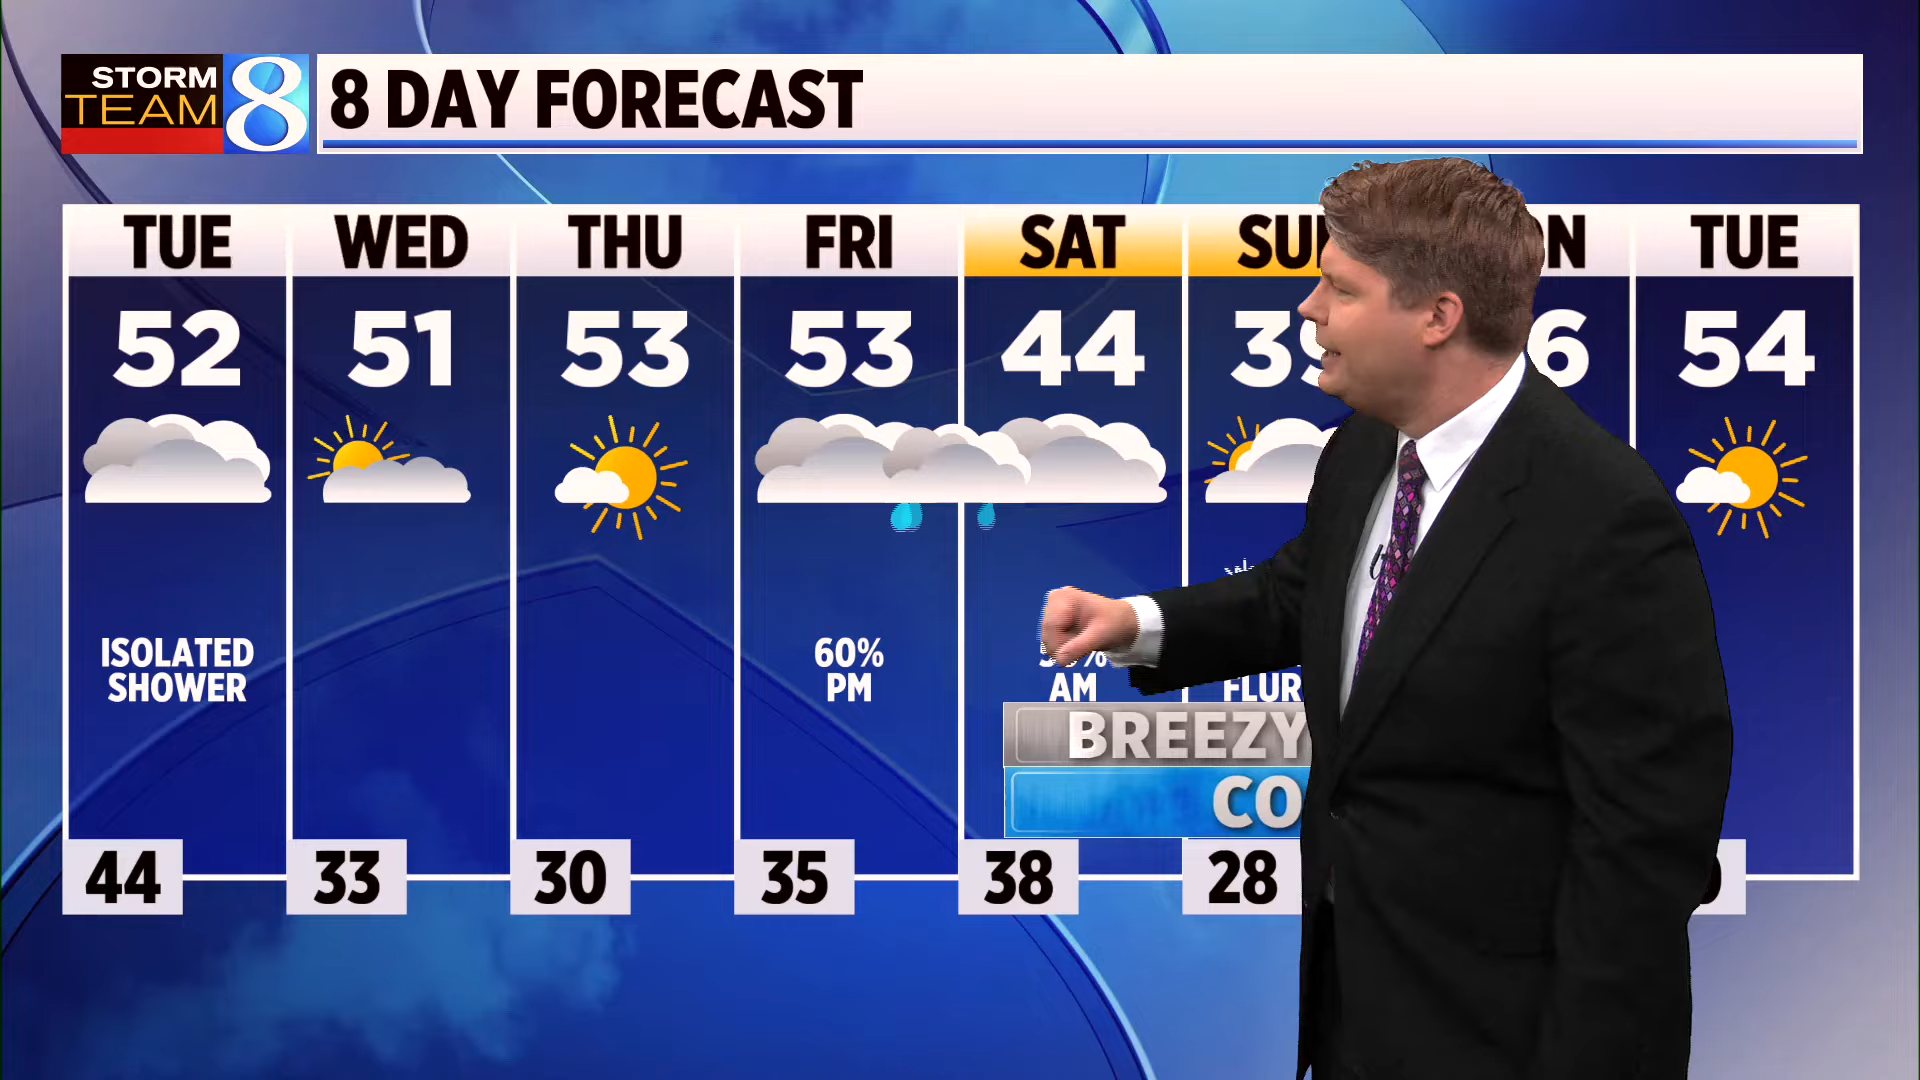 STORM
TEAM 8
8 DAY FORECAST
TUE WED THU FRI SAT TUE
52 51 53 53 44 54
ISOLATED
SHOWER
60%
PM
AM
BREEZY
44 33 30 35 38 28